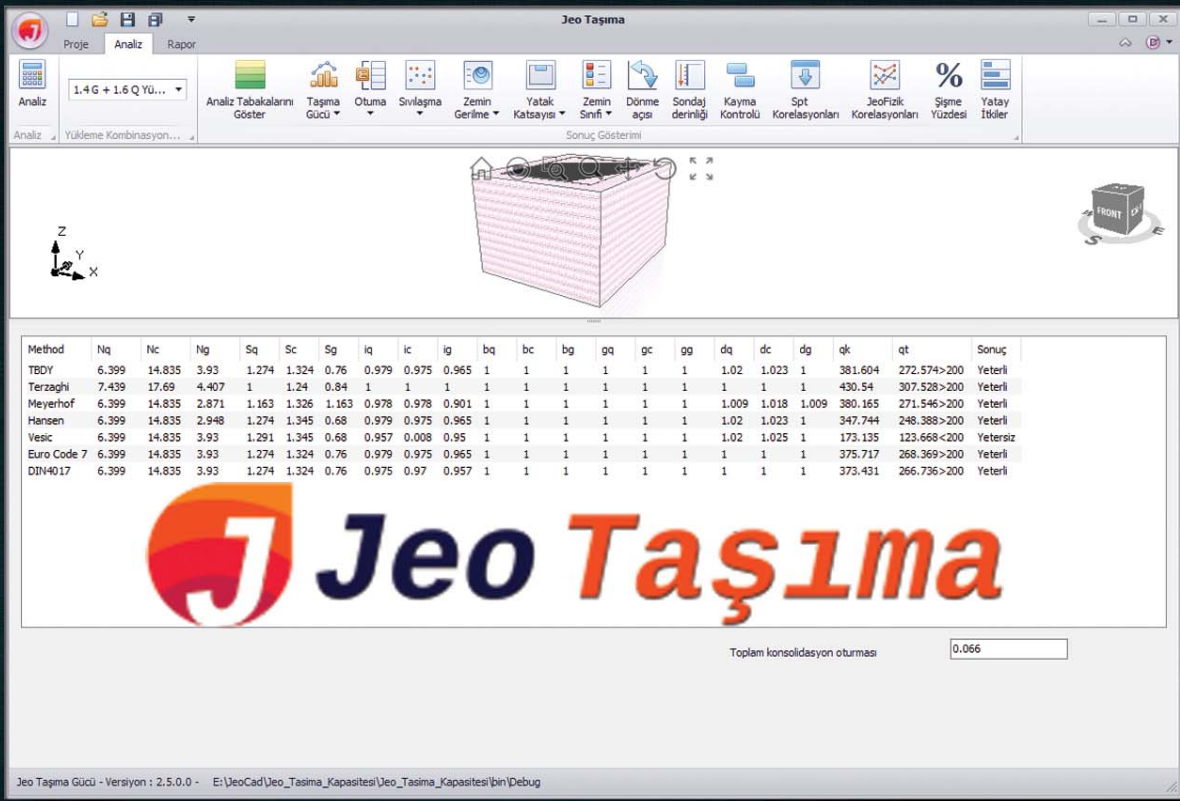 Jeo Taşıma
Proje Analiz Rapor
1.4 G + 1.6 Q Yü...
Analiz
Analiz Tabakalarını Göster
Taşıma Gücü
Otuma
Sıvılaşma
Zemin Gerilme
Yatak Katsayısı
Zemin Sınıfı
Dönme açısı
Sondaj derinliği
Kayma Kontrolü
Spt Korelasyonları
JeoFizik Korelasyonları
%
Şişme Yüzdesi
Yatay İtkiler
Analiz Yükleme Kombinasyon... Sonuç Gösterimi
Z
Y
X
FRONT
S
E
Method Nq Nc Ng Sq Sc Sg iq ic ig bq bc bg gq gc gg dq dc dg qk qt Sonuç
TBDY 6.399 14.835 3.93 1.274 1.324 0.76 0.979 0.975 0.965 1 1 1 1 1 1 1.02 1.023 1 381.604 272.574>200 Yeterli
Terzaghi 7.439 17.69 4.407 1 1.24 0.84 1 1 1 1 1 1 1 1 1 1 1 1 430.54 307.528>200 Yeterli
Meyerhof 6.399 14.835 2.871 1.163 1.326 1.163 0.978 0.978 0.901 1 1 1 1 1 1 1.009 1.018 1.009 380.165 271.546>200 Yeterli
Hansen 6.399 14.835 2.948 1.274 1.345 0.68 0.979 0.975 0.965 1 1 1 1 1 1 1.02 1.023 1 347.744 248.388>200 Yeterli
Vesic 6.399 14.835 3.93 1.291 1.345 0.68 0.957 0.008 0.95 1 1 1 1 1 1 1.02 1.025 1 173.135 123.668<200 Yetersiz
Euro Code 7 6.399 14.835 3.93 1.274 1.324 0.76 0.979 0.975 0.965 1 1 1 1 1 1 1 1 1 375.717 268.369>200 Yeterli
DIN4017 6.399 14.835 3.93 1.274 1.324 0.76 0.975 0.97 0.957 1 1 1 1 1 1 1 1 1 373.431 266.736>200 Yeterli
Jeo Taşıma
Toplam konsolidasyon oturması 0.066
Jeo Taşıma Gücü - Versiyon : 2.5.0.0 - E:\JeoCad\Jeo_Tasima_Kapasitesi\Jeo_Tasima_Kapasitesi\bin\Debug